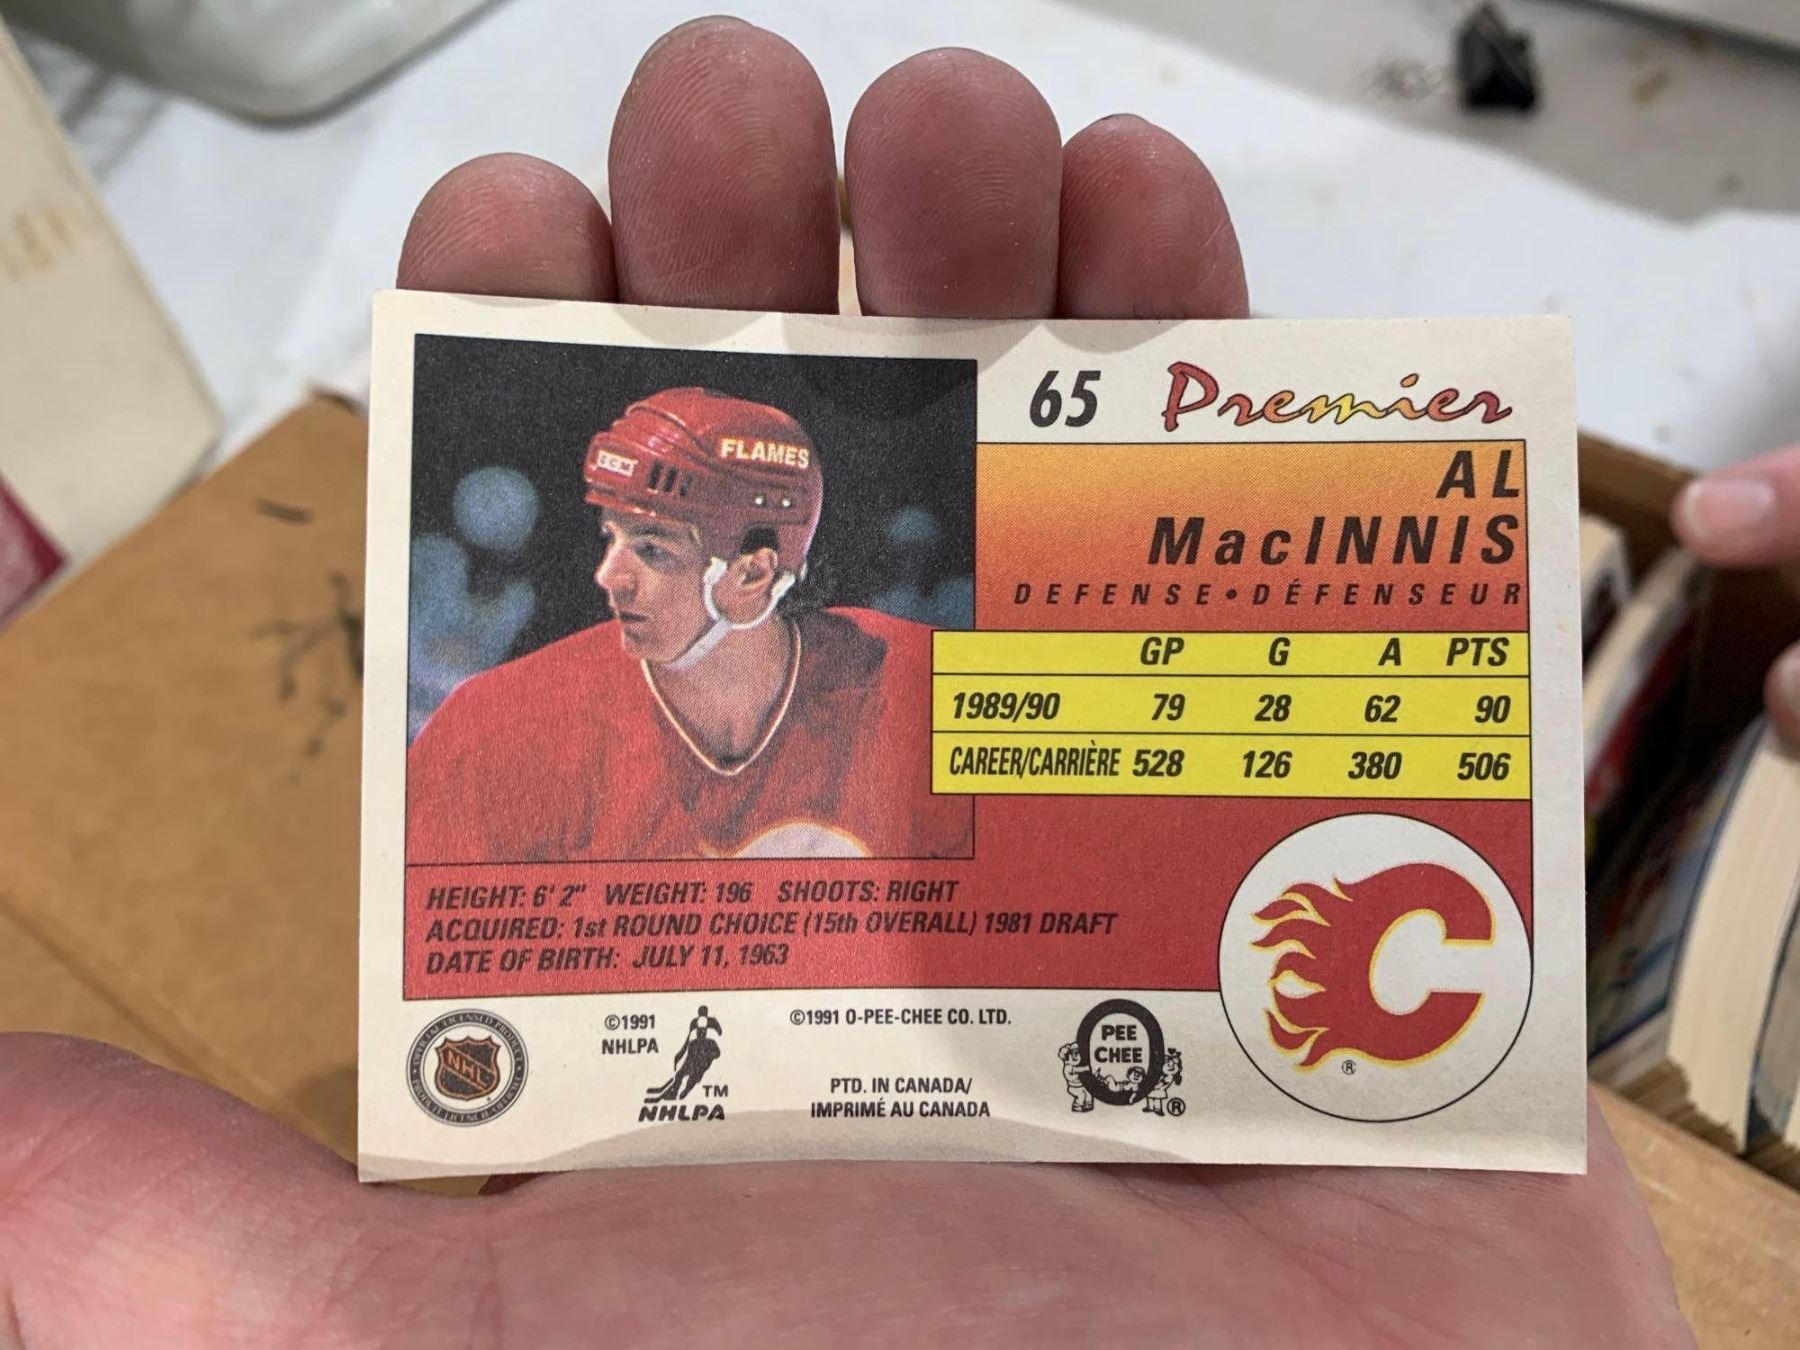 65 Premier
AL
MacINNIS
DEFENSE•DÉFENSEUR
GP G A PTS
1989/90 79 28 62 90
CAREER/CARRIÈRE 528 126 380 506
FLAMES
CCM
HEIGHT: 6' 2" WEIGHT: 196 SHOOTS: RIGHT
ACQUIRED: 1st ROUND CHOICE (15th OVERALL) 1981 DRAFT
DATE OF BIRTH: JULY 11, 1963
NHL
©1991
NHLPA
TM
NHLPA
©1991 O-PEE-CHEE CO. LTD.
PTD. IN CANADA/
IMPRIMÉ AU CANADA
PEE
CHEE
®
C
®